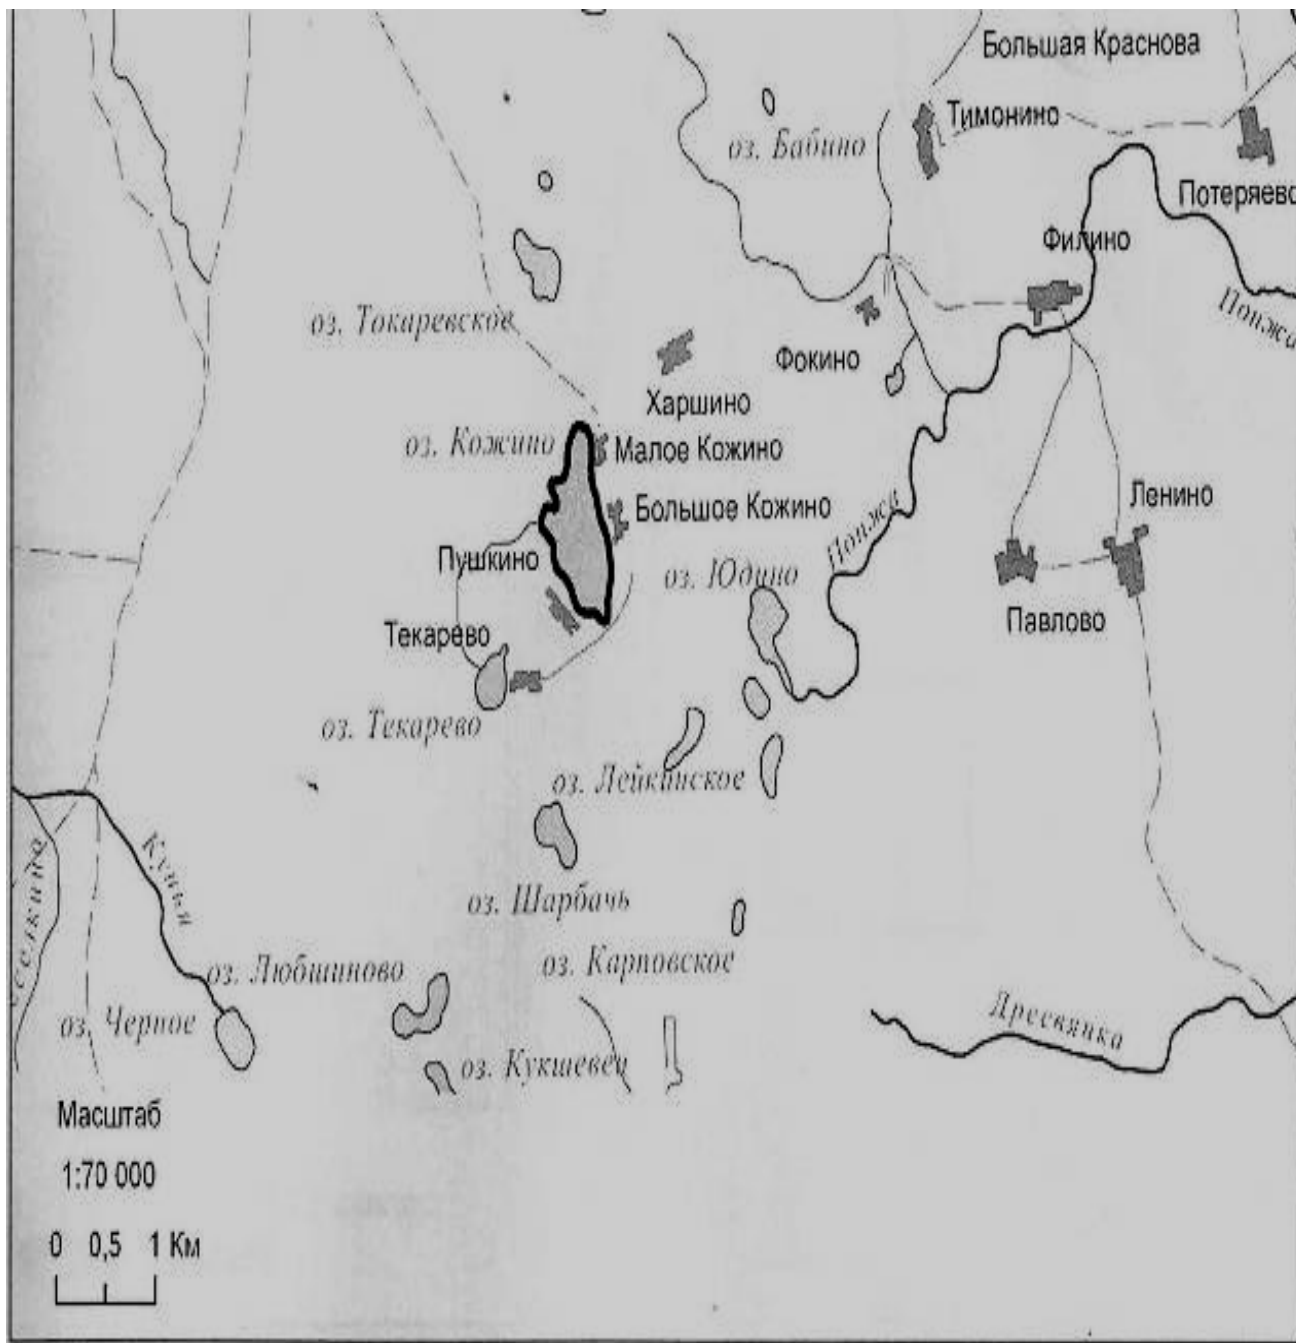 Большая Краснова
Тимонино
оз. Бабино
Потеряево
Филино
Понжа
оз. Токаревское
Фокино
Харшино
оз. Кожино
Малое Кожино
Большое Кожино
Ленино
Понжа
Пушкино
оз. Юдино
Павлово
Текарево
оз. Текарево
оз. Лейкинское
Кунья
оз. Шарбачь
оз. Карповское
оз. Любшиново
оз. Черное
Дресвянка
оз. Кукшевец
Масштаб
1:70 000
0 0,5 1 Км